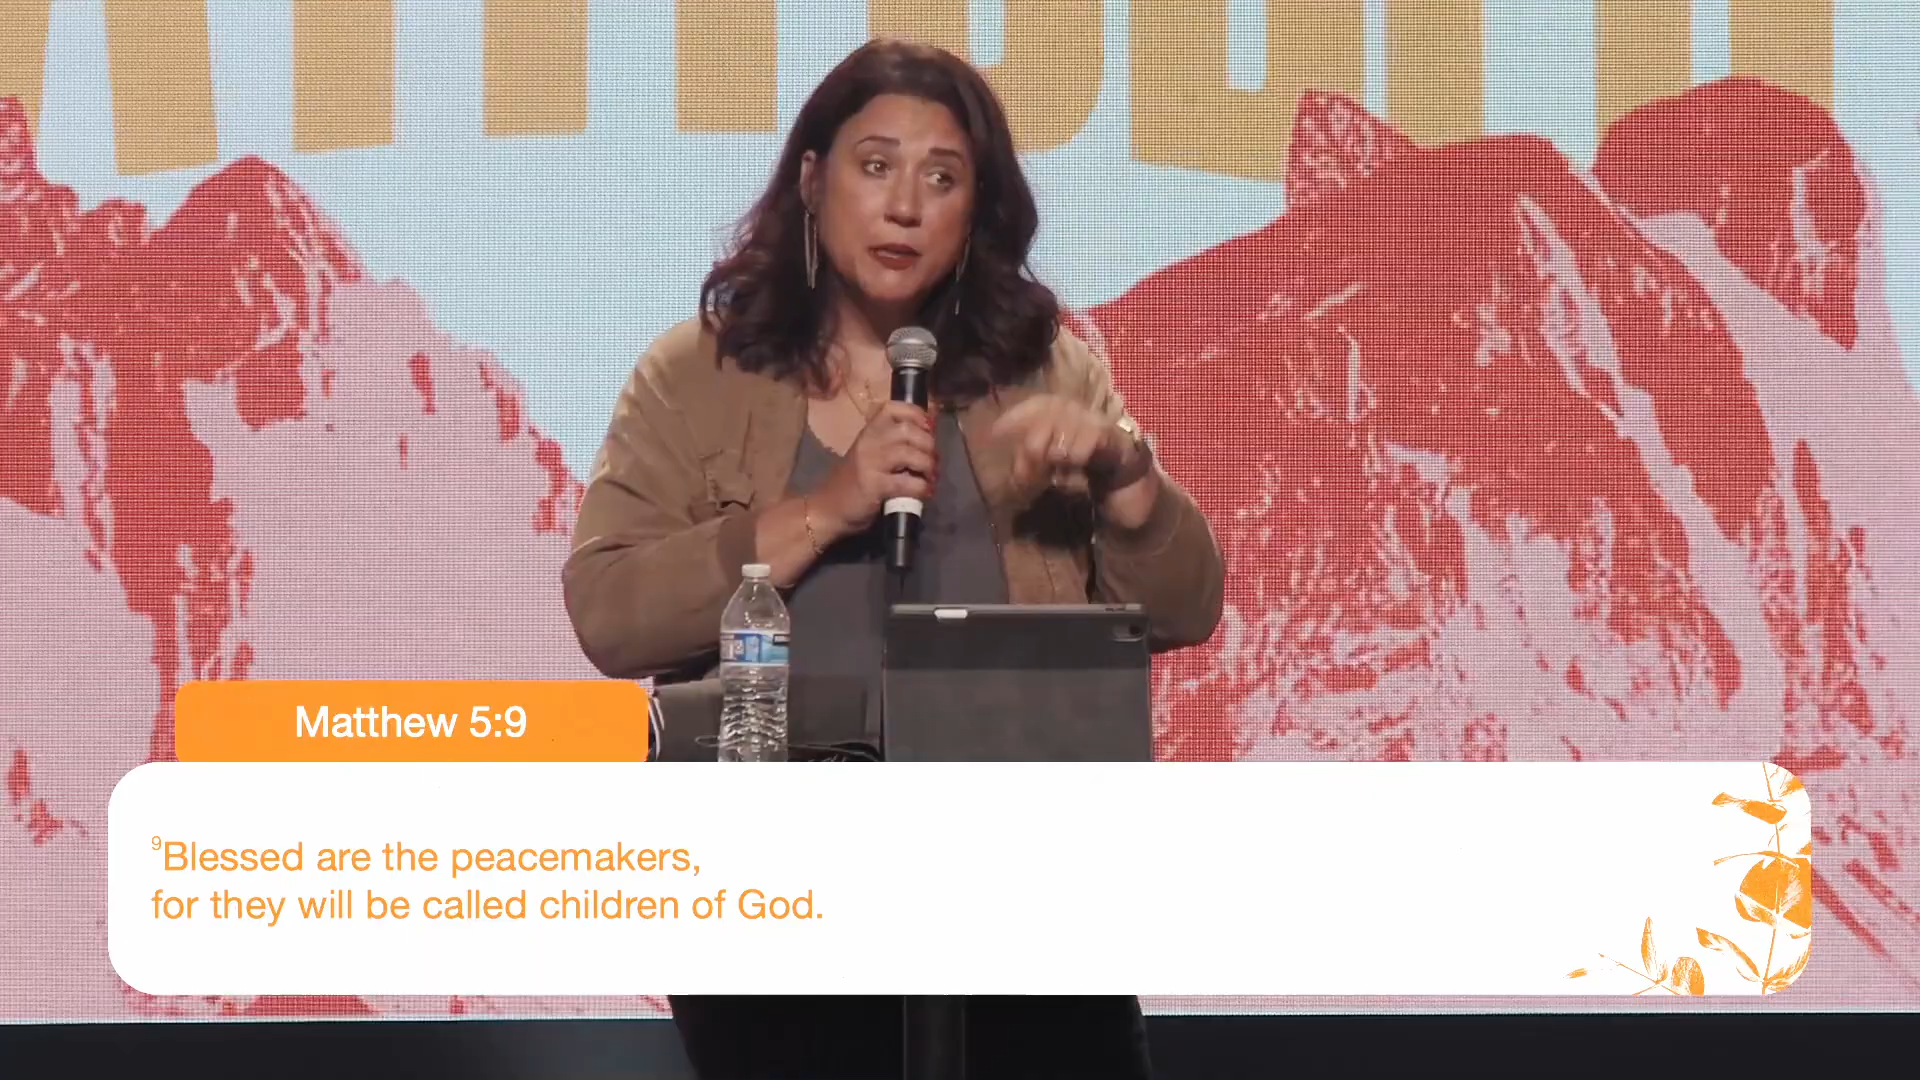 Matthew 5:9
⁹Blessed are the peacemakers,
for they will be called children of God.